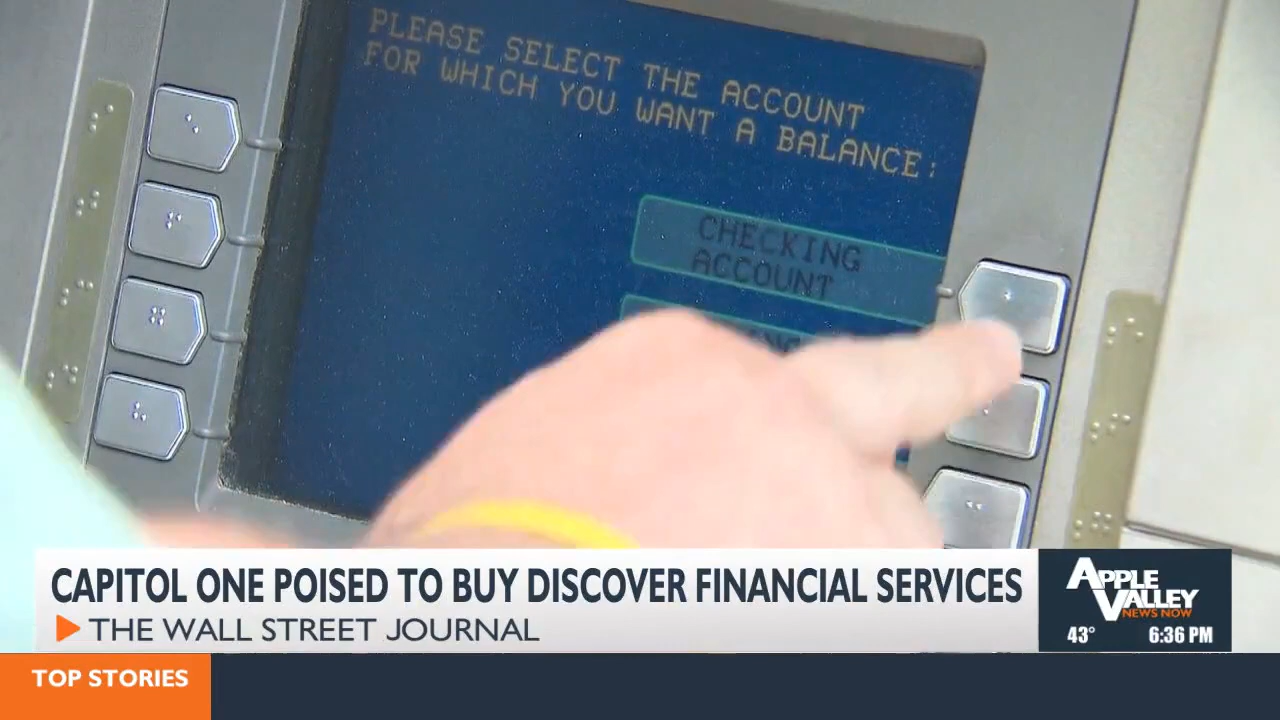 PLEASE SELECT THE ACCOUNT
FOR WHICH YOU WANT A BALANCE:
CHECKING
ACCOUNT
CAPITOL ONE POISED TO BUY DISCOVER FINANCIAL SERVICES
THE WALL STREET JOURNAL
APPLE
VALLEY
NEWS NOW
43° 6:36 PM
TOP STORIES